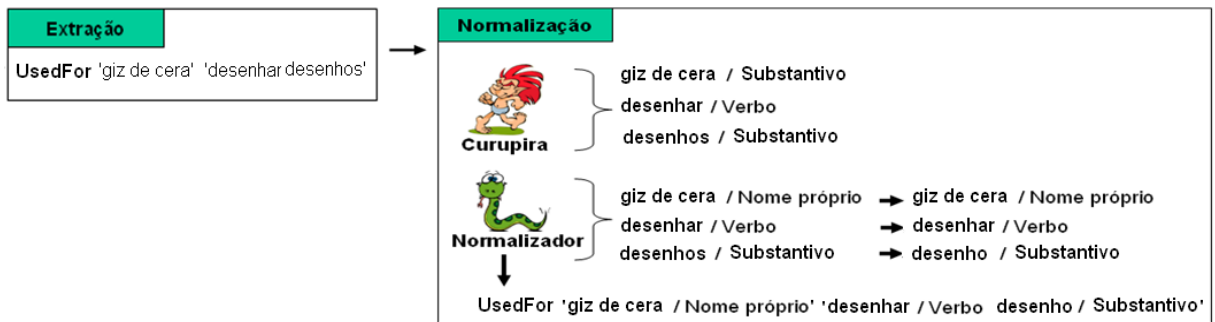 Extração
UsedFor 'giz de cera' 'desenhar desenhos'
Normalização
giz de cera / Substantivo
desenhar / Verbo
desenhos / Substantivo
Curupira
giz de cera / Nome próprio giz de cera / Nome próprio
desenhar / Verbo desenhar / Verbo
desenhos / Substantivo desenho / Substantivo
Normalizador
UsedFor 'giz de cera / Nome próprio' 'desenhar / Verbo desenho / Substantivo'